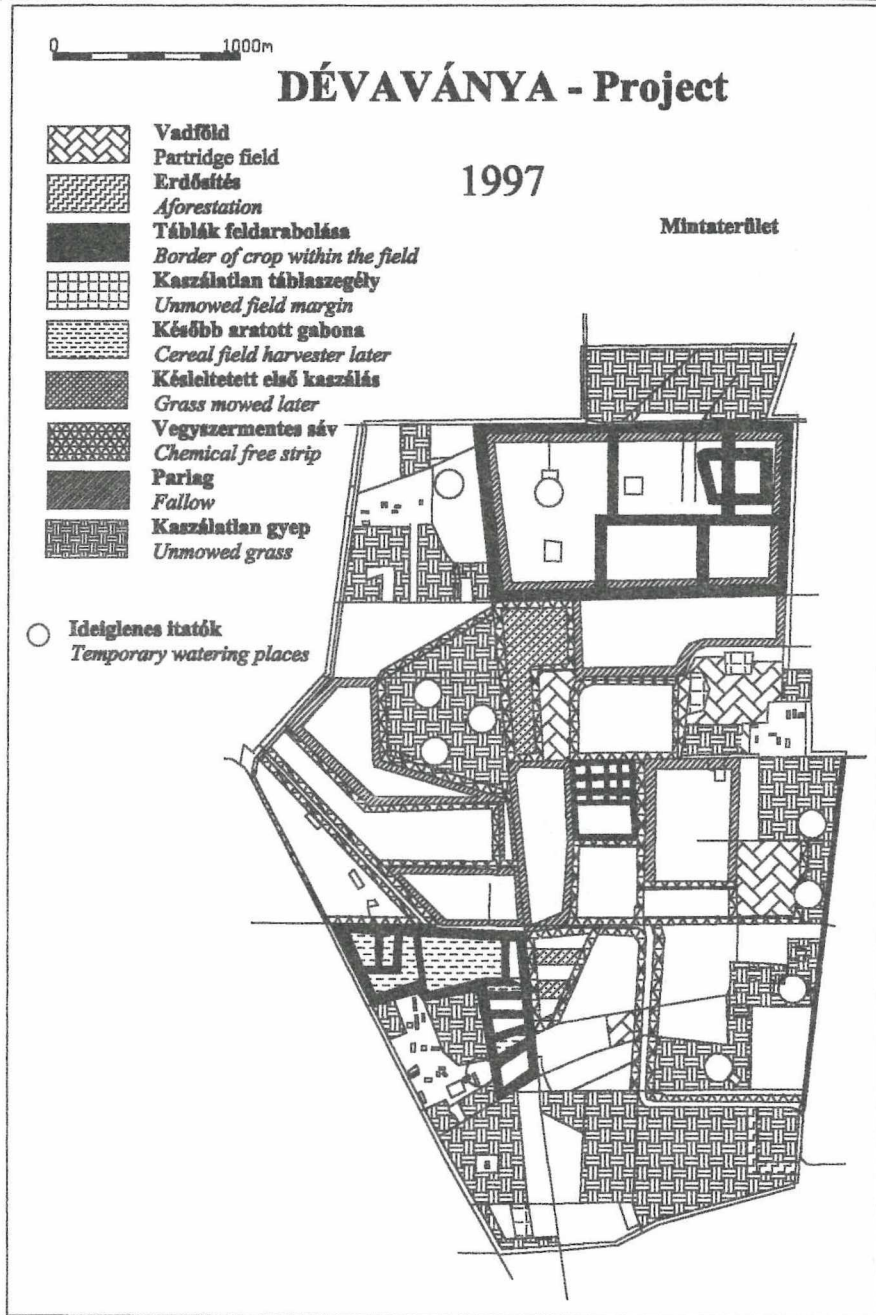 0 1000m
DÉVAVÁNYA - Project
1997
Mintaterület
Vadföld
Partridge field
Erdősítés
Aforestation
Táblák feldarabolása
Border of crop within the field
Kaszálatlan táblaszegély
Unmowed field margin
Később aratott gabona
Cereal field harvester later
Késleltetett első kaszálás
Grass mowed later
Vegyszermentes sáv
Chemical free strip
Parlag
Fallow
Kaszálatlan gyep
Unmowed grass
Ideiglenes itatók
Temporary watering places